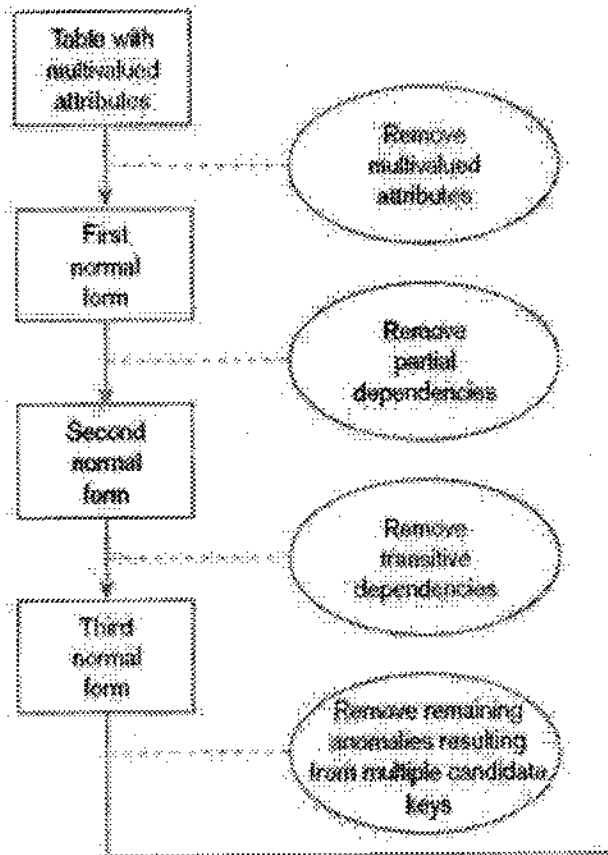 Table with
multivalued
attributes
Remove
multivalued
attributes
First
normal
form
Remove
partial
dependencies
Second
normal
form
Remove
transitive
dependencies
Third
normal
form
Remove remaining
anomalies resulting
from multiple candidate
keys